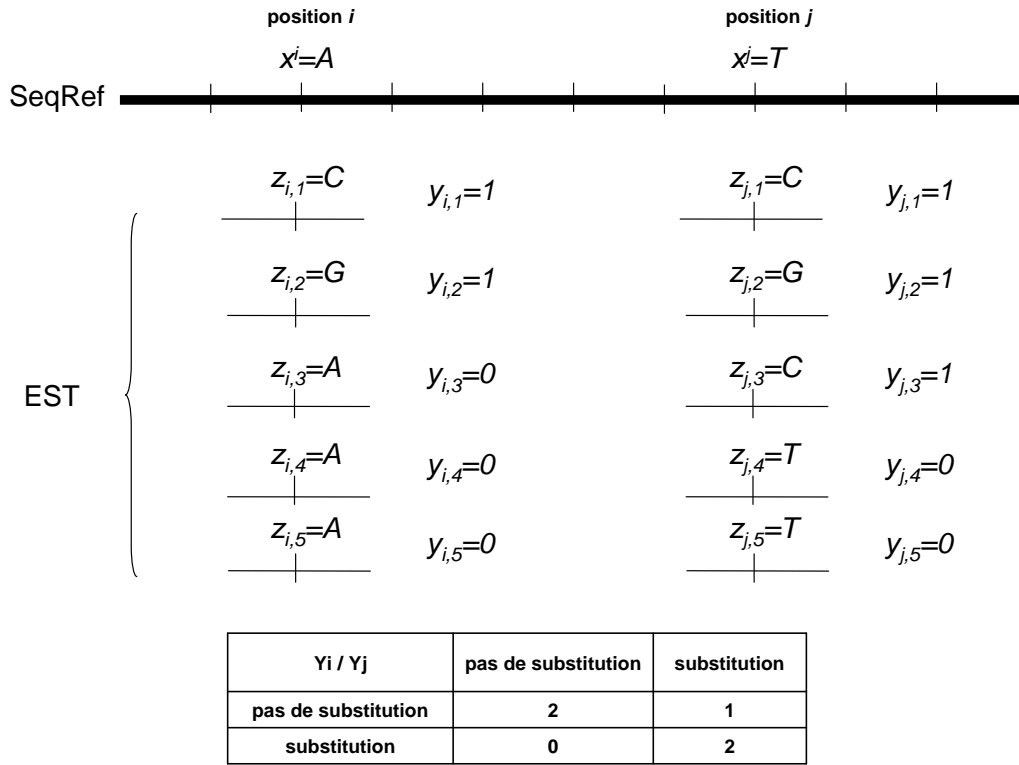 position i position j
x^i=A x^j=T
SeqRef
z_{i,1}=C y_{i,1}=1 z_{j,1}=C y_{j,1}=1
z_{i,2}=G y_{i,2}=1 z_{j,2}=G y_{j,2}=1
z_{i,3}=A y_{i,3}=0 z_{j,3}=C y_{j,3}=1
EST
z_{i,4}=A y_{i,4}=0 z_{j,4}=T y_{j,4}=0
z_{i,5}=A y_{i,5}=0 z_{j,5}=T y_{j,5}=0
Yi / Yj pas de substitution substitution
pas de substitution 2 1
substitution 0 2